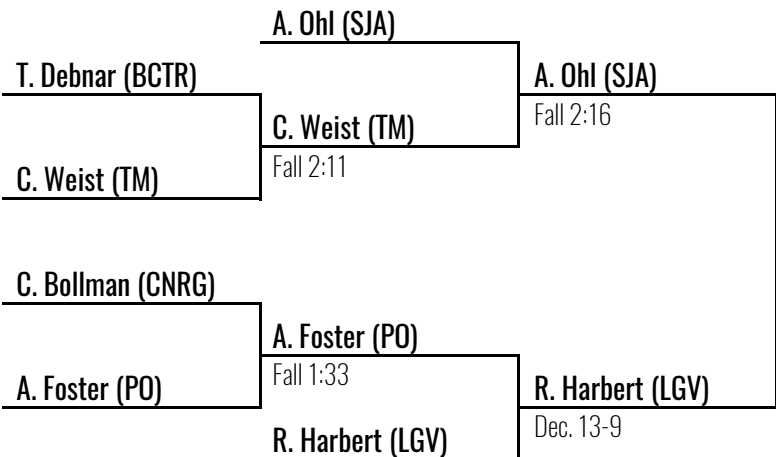 A. Ohl (SJA)
T. Debnar (BCTR)
A. Ohl (SJA)
Fall 2:16
C. Weist (TM)
Fall 2:11
C. Weist (TM)
C. Bollman (CNRG)
A. Foster (PO)
Fall 1:33
A. Foster (PO)
R. Harbert (LGV)
Dec. 13-9
R. Harbert (LGV)